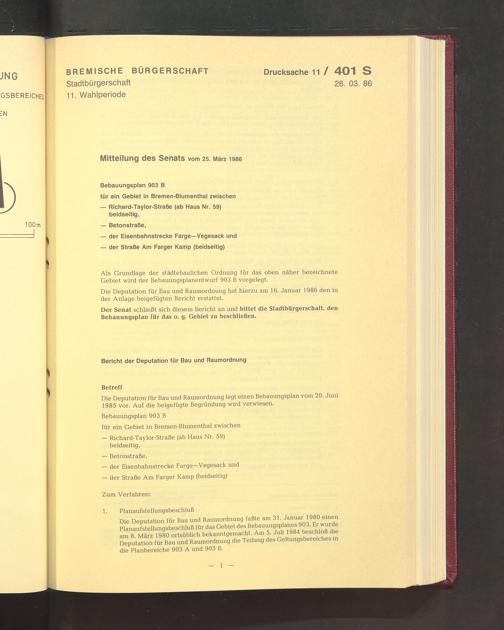 UNG
GSBEREICHES
EN
100m
BREMISCHE BÜRGERSCHAFT
Stadtbürgerschaft
11. Wahlperiode
Drucksache 11 / 401 S
26. 03. 86
Mitteilung des Senats vom 25. März 1986
Bebauungsplan 903 B
für ein Gebiet in Bremen-Blumenthal zwischen
— Richard-Taylor-Straße (ab Haus Nr. 59)
beidseitig,
— Betonstraße,
— der Eisenbahnstrecke Farge—Vegesack und
— der Straße Am Farger Kamp (beidseitig)
Als Grundlage der städtebaulichen Ordnung für das oben näher bezeichnete
Gebiet wird der Bebauungsplanentwurf 903 B vorgelegt.
Die Deputation für Bau und Raumordnung hat hierzu am 16. Januar 1986 den in
der Anlage beigefügten Bericht erstattet.
Der Senat schließt sich diesem Bericht an und bittet die Stadtbürgerschaft, den
Bebauungsplan für das o. g. Gebiet zu beschließen.
Bericht der Deputation für Bau und Raumordnung
Betreff
Die Deputation für Bau und Raumordnung legt einen Bebauungsplan vom 20. Juni
1985 vor. Auf die beigefügte Begründung wird verwiesen.
Bebauungsplan 903 B
für ein Gebiet in Bremen-Blumenthal zwischen
— Richard-Taylor-Straße (ab Haus Nr. 59)
beidseitig,
— Betonstraße,
— der Eisenbahnstrecke Farge—Vegesack und
— der Straße Am Farger Kamp (beidseitig)
Zum Verfahren:
1. Planaufstellungsbeschluß
Die Deputation für Bau und Raumordnung faßte am 31. Januar 1980 einen
Planaufstellungsbeschluß für das Gebiet des Bebauungsplanes 903. Er wurde
am 8. März 1980 ortsüblich bekanntgemacht. Am 5. Juli 1984 beschloß die
Deputation für Bau und Raumordnung die Teilung des Geltungsbereiches in
die Planbereiche 903 A und 903 B.
— 1 —